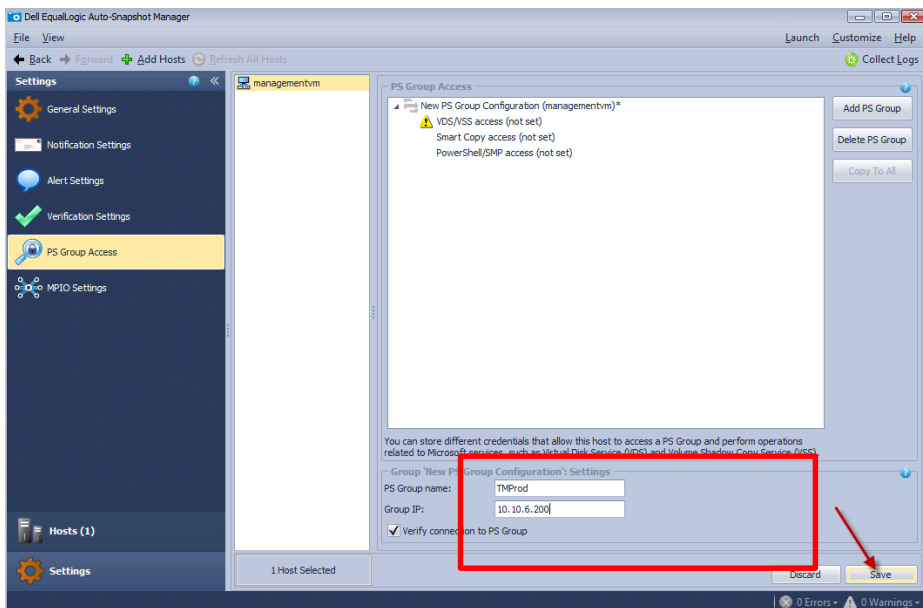 Dell EqualLogic Auto-Snapshot Manager
File View Launch Customize Help
Back Forward Add Hosts Refresh All Hosts Collect Logs
Settings
General Settings
Notification Settings
Alert Settings
Verification Settings
PS Group Access
MPIO Settings
Hosts (1)
Settings
managementvm
1 Host Selected
PS Group Access
New PS Group Configuration (managementvm)*
VDS/VSS access (not set)
Smart Copy access (not set)
PowerShell/SMP access (not set)
Add PS Group
Delete PS Group
Copy To All
You can store different credentials that allow this host to access a PS Group and perform operations
related to Microsoft services, such as Virtual Disk Service (VDS) and Volume Shadow Copy Service (VSS).
Group 'New PS Group Configuration': Settings
PS Group name: TMProd
Group IP: 10.10.6.200
Verify connection to PS Group
Discard Save
0 Errors 0 Warnings